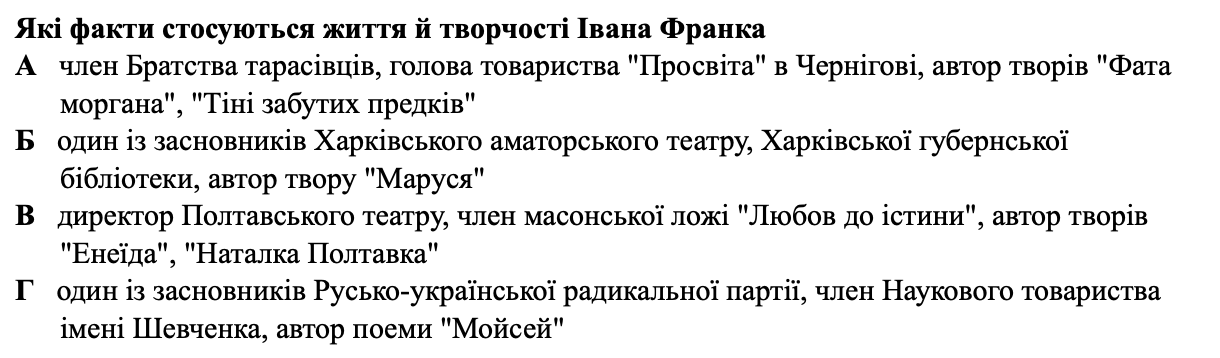 Які факти стосуються життя й творчості Івана Франка
А член Братства тарасівців, голова товариства "Просвіта" в Чернігові, автор творів "Фата
моргана", "Тіні забутих предків"
Б один із засновників Харківського аматорського театру, Харківської губернської
бібліотеки, автор твору "Маруся"
В директор Полтавського театру, член масонської ложі "Любов до істини", автор творів
"Енеїда", "Наталка Полтавка"
Г один із засновників Русько-української радикальної партії, член Наукового товариства
імені Шевченка, автор поеми "Мойсей"